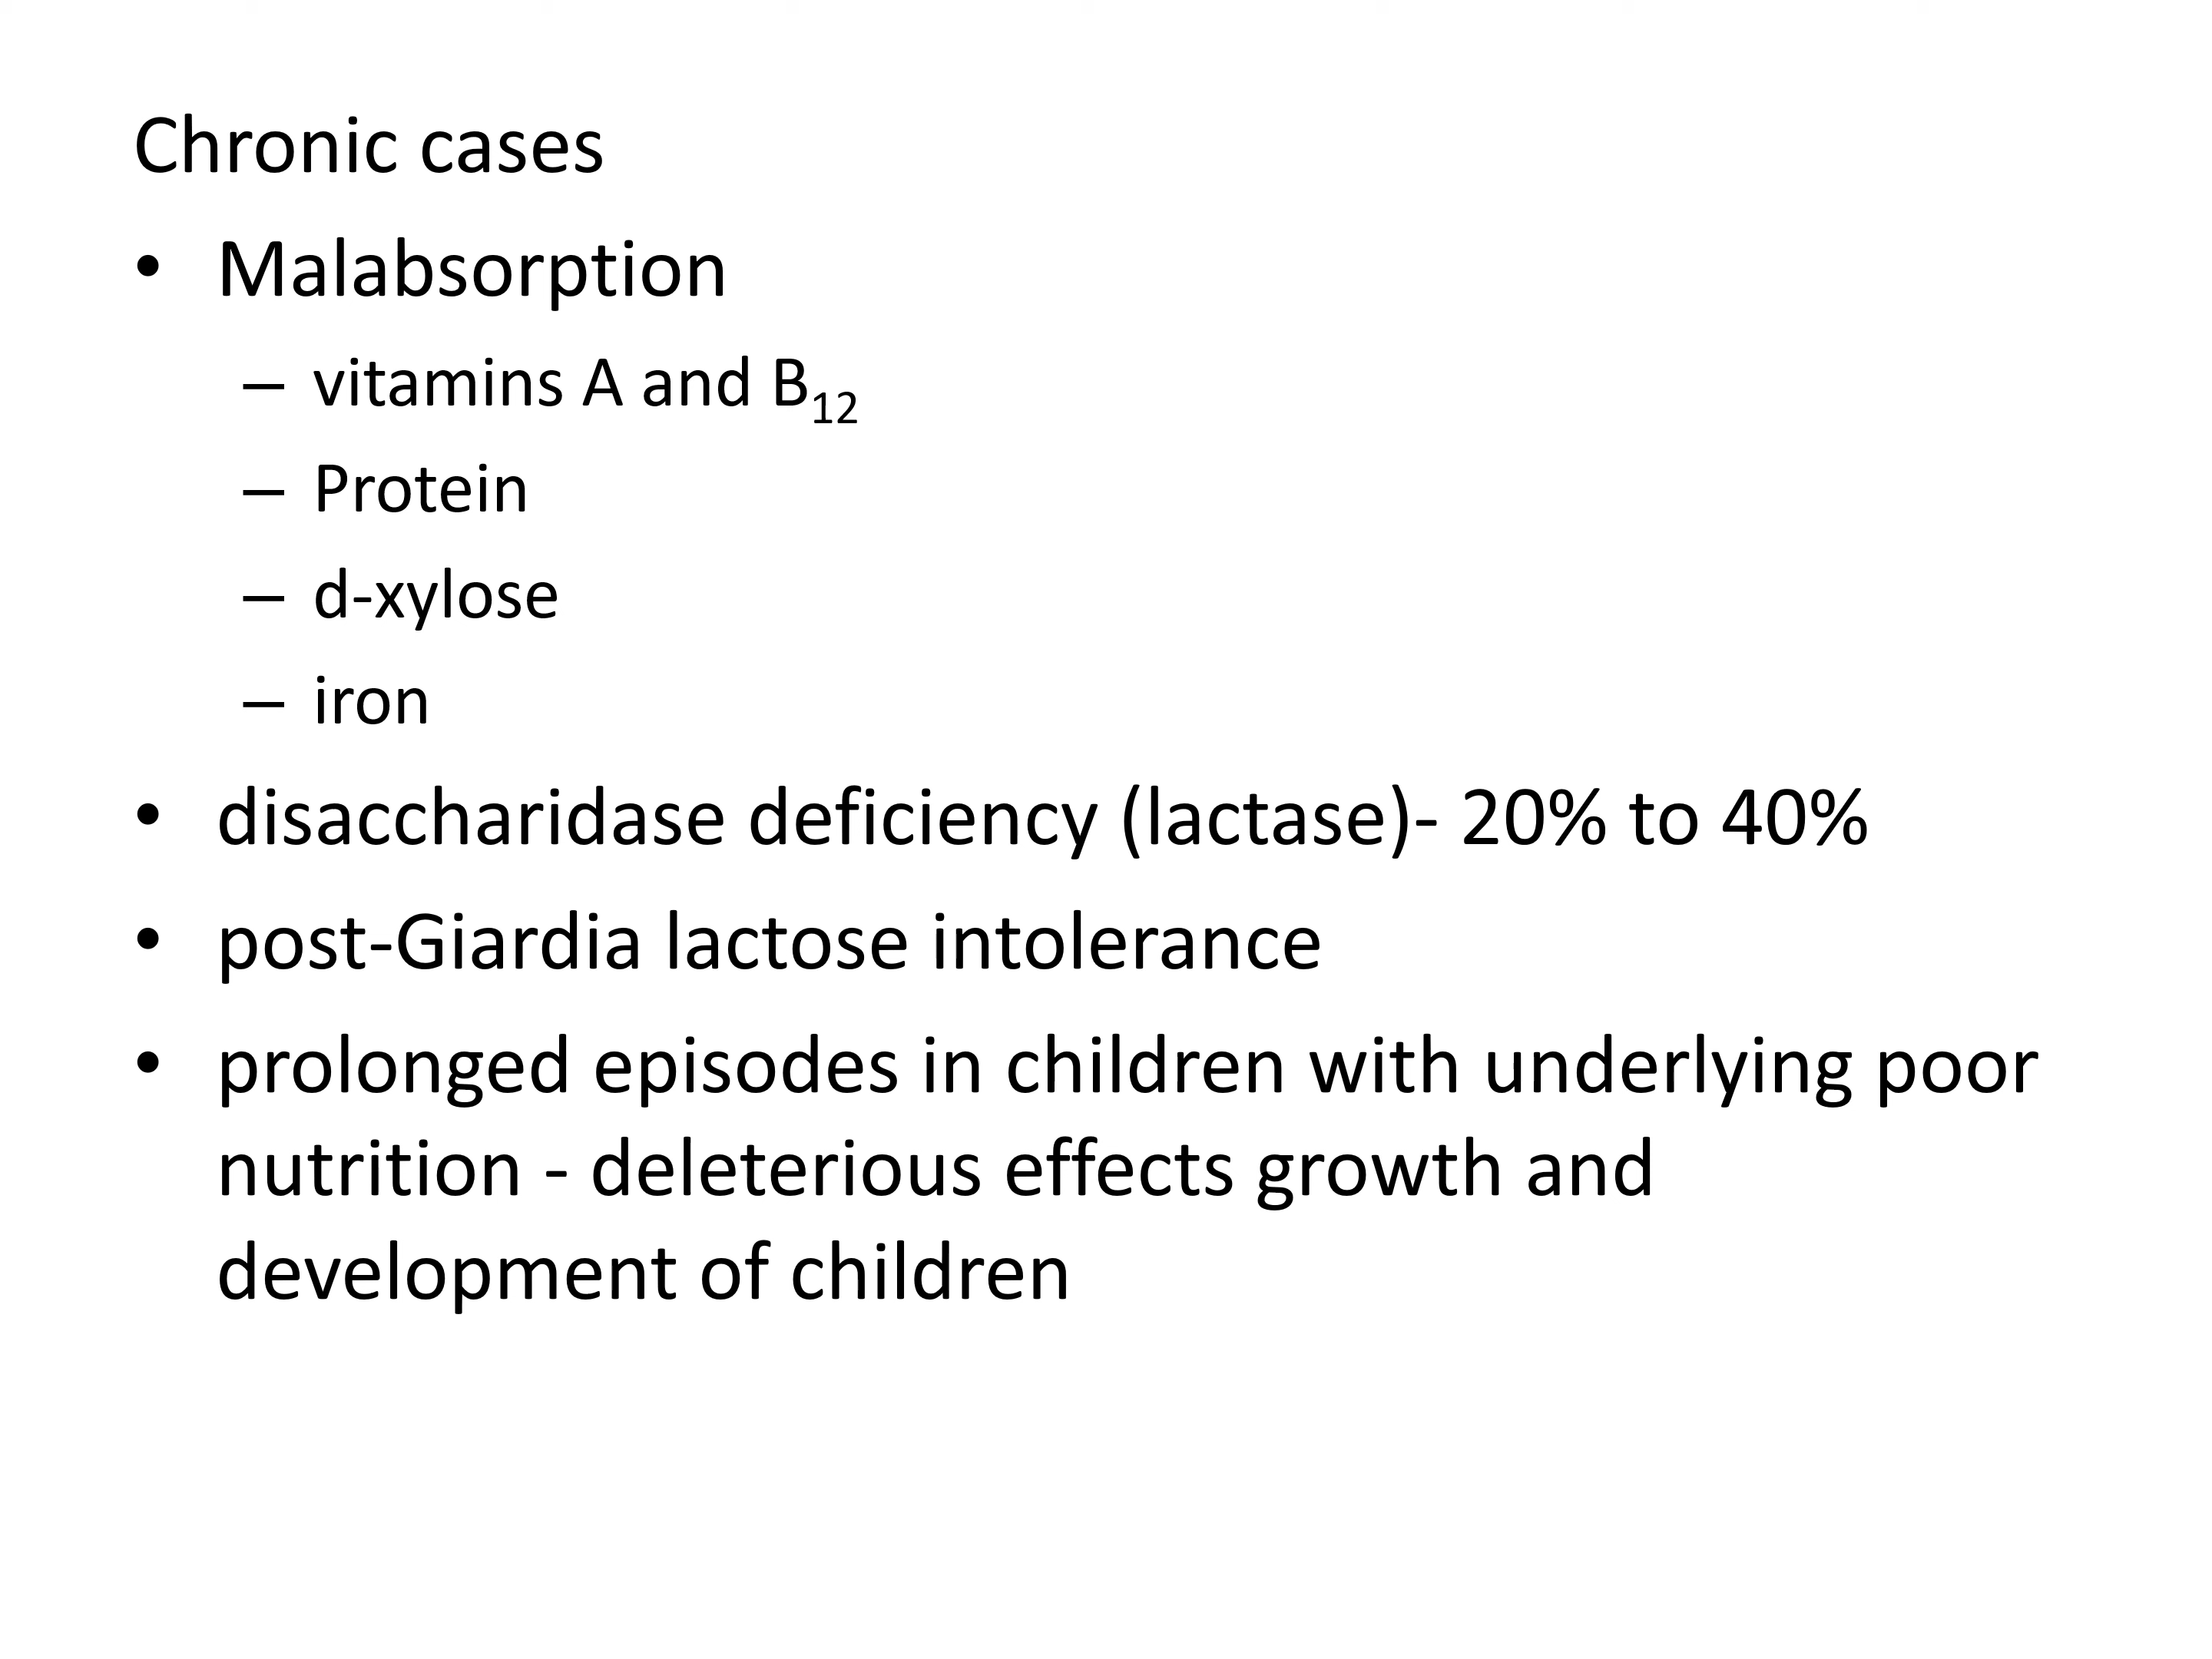 Chronic cases
• Malabsorption
– vitamins A and B₁₂
– Protein
– d-xylose
– iron
• disaccharidase deficiency (lactase)- 20% to 40%
• post-Giardia lactose intolerance
• prolonged episodes in children with underlying poor
nutrition - deleterious effects growth and
development of children